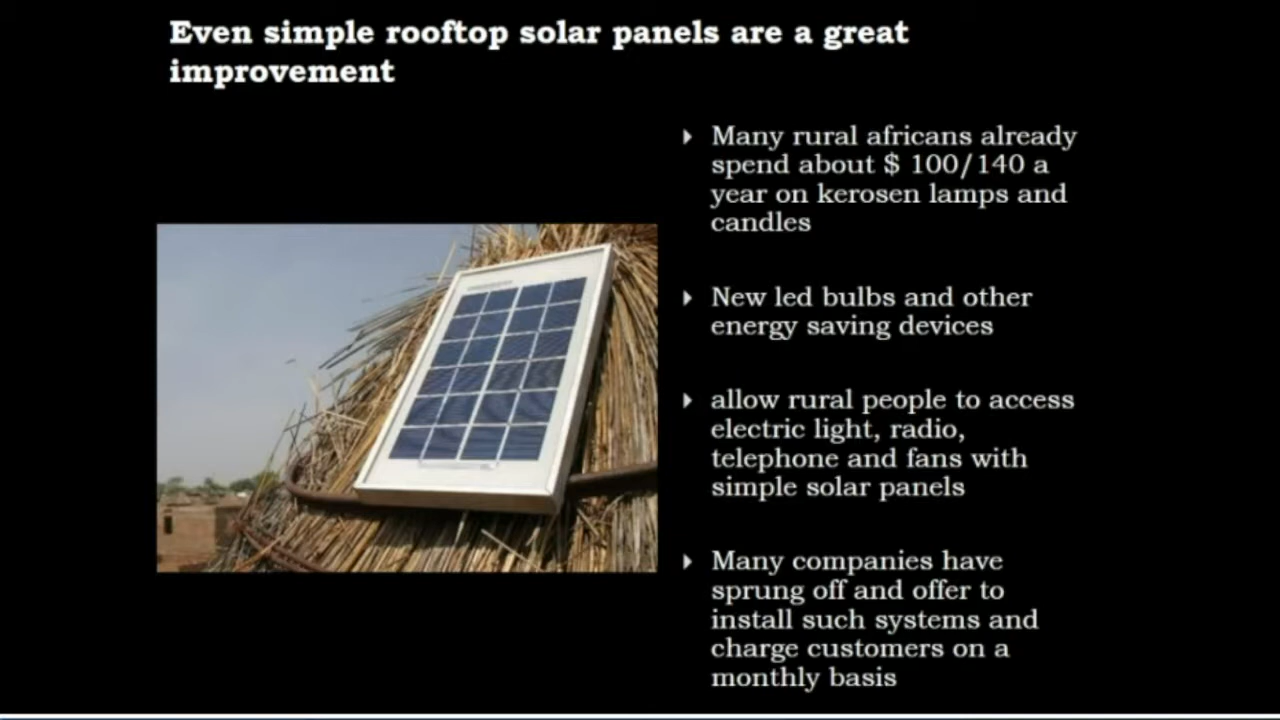 Even simple rooftop solar panels are a great
improvement
Many rural africans already
spend about $ 100/140 a
year on kerosen lamps and
candles
New led bulbs and other
energy saving devices
allow rural people to access
electric light, radio,
telephone and fans with
simple solar panels
Many companies have
sprung off and offer to
install such systems and
charge customers on a
monthly basis